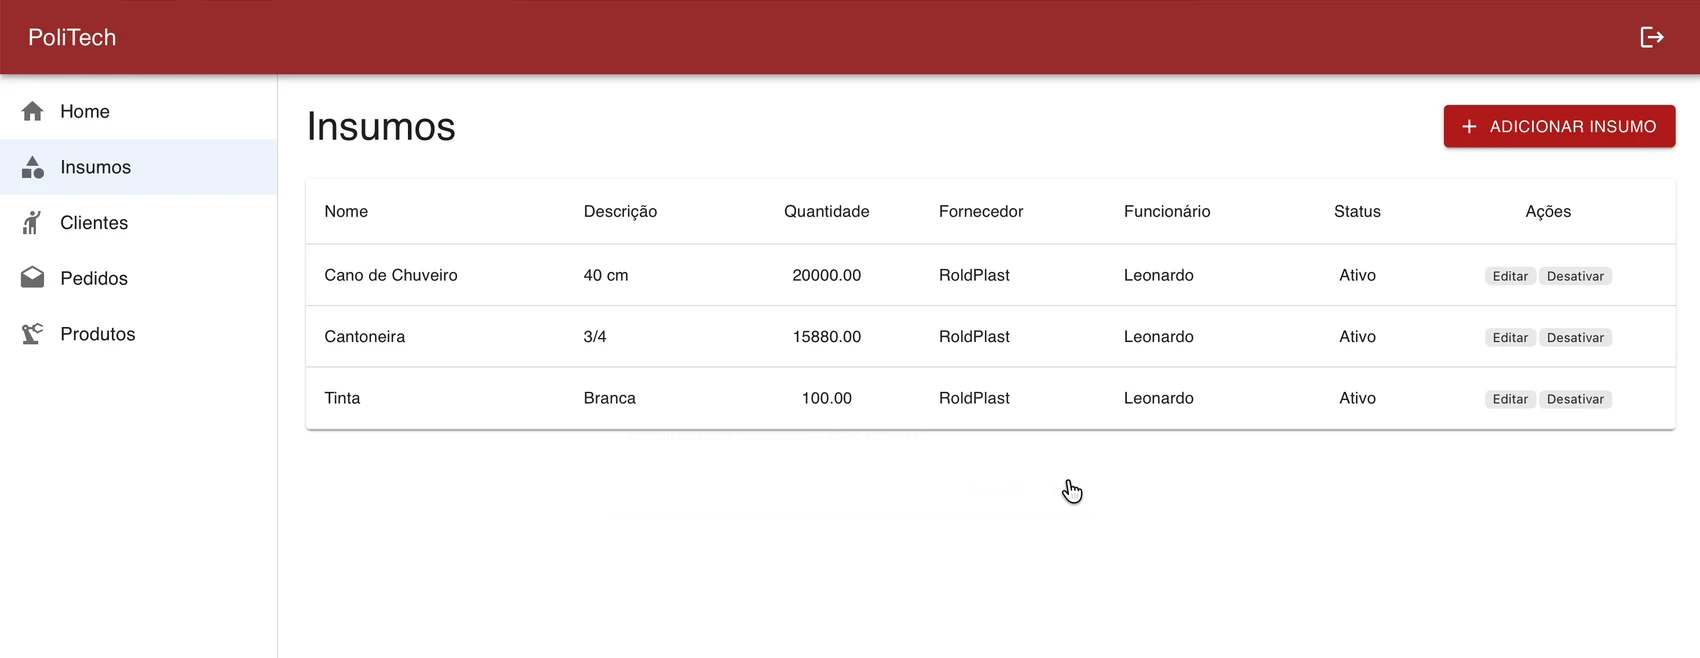 PoliTech
Home
Insumos
Clientes
Pedidos
Produtos
Insumos
ADICIONAR INSUMO
Nome Descrição Quantidade Fornecedor Funcionário Status Ações
Cano de Chuveiro 40 cm 20000.00 RoldPlast Leonardo Ativo Editar Desativar
Cantoneira 3/4 15880.00 RoldPlast Leonardo Ativo Editar Desativar
Tinta Branca 100.00 RoldPlast Leonardo Ativo Editar Desativar